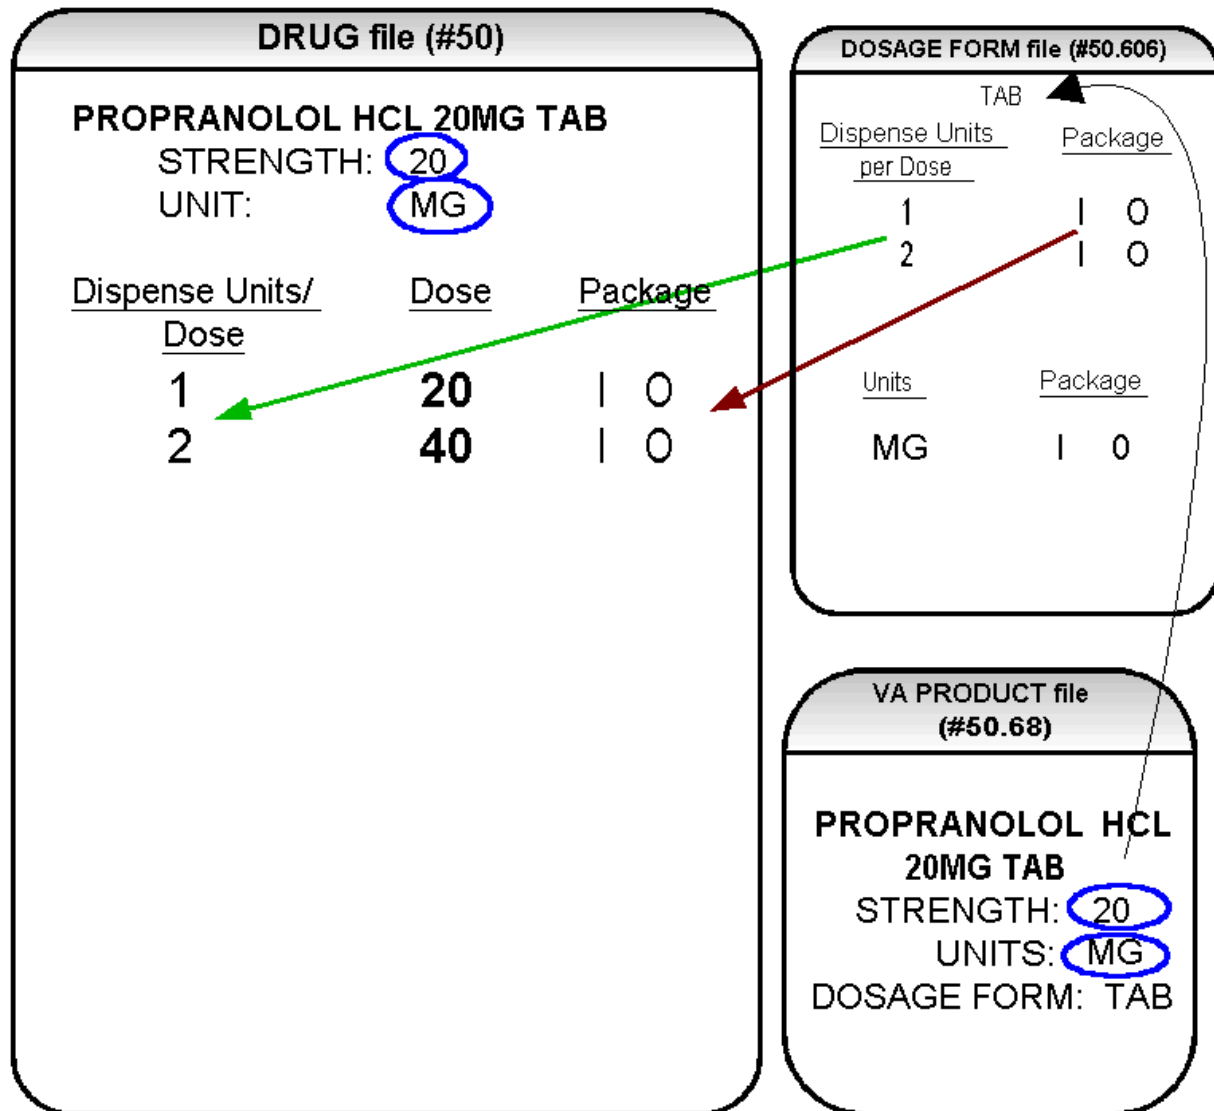 DRUG file (#50)
PROPRANOLOL HCL 20MG TAB
STRENGTH: 20
UNIT: MG
Dispense Units/ Dose Package
Dose
1 20 I O
2 40 I O
DOSAGE FORM file (#50.606)
TAB
Dispense Units Package
per Dose
1 I O
2 I O
Units Package
MG I 0
VA PRODUCT file
(#50.68)
PROPRANOLOL HCL
20MG TAB
STRENGTH: 20
UNITS: MG
DOSAGE FORM: TAB